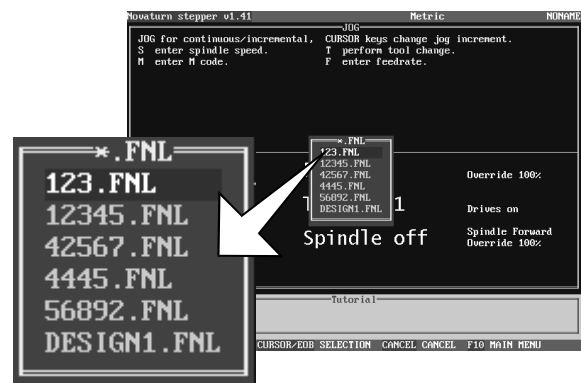 Novaturn stepper v1.41 Metric NONAME
JOG
JOG for continuous/incremental, CURSOR keys change jog increment.
S enter spindle speed. T perform tool change.
M enter M code. F enter feedrate.
*.FNL
123.FNL
12345.FNL
42567.FNL
4445.FNL
56892.FNL
DESIGN1.FNL
*.FNL
123.FNL
12345.FNL
42567.FNL
4445.FNL
56892.FNL
DESIGN1.FNL
Override 100%
1 Drives on
Spindle off
Spindle Forward
Override 100%
Tutorial
CURSOR/EOB SELECTION CANCEL CANCEL F10 MAIN MENU